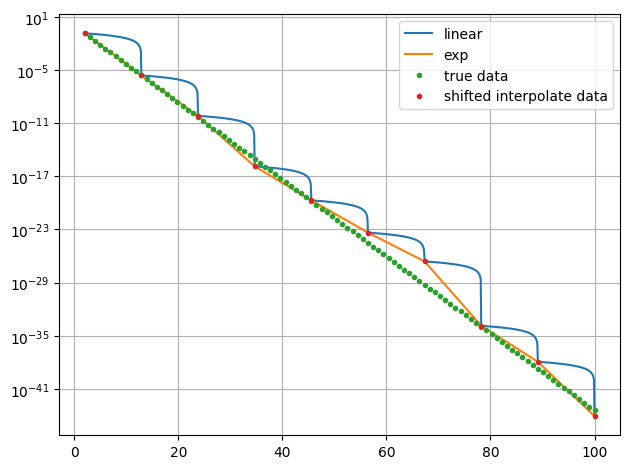 10^1
10^-5
10^-11
10^-17
10^-23
10^-29
10^-35
10^-41
linear
exp
true data
shifted interpolate data
0 20 40 60 80 100